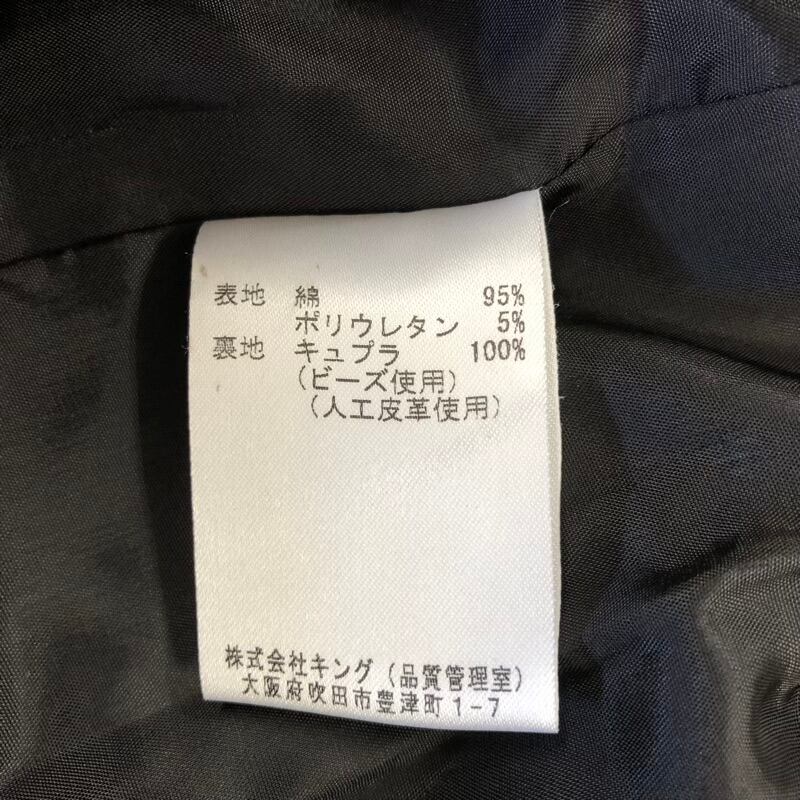 表地 綿 95%
ポリウレタン 5%
裏地 キュプラ 100%
(ビーズ使用)
(人工皮革使用)
株式会社キング(品質管理室)
大阪府吹田市豊津町1-7